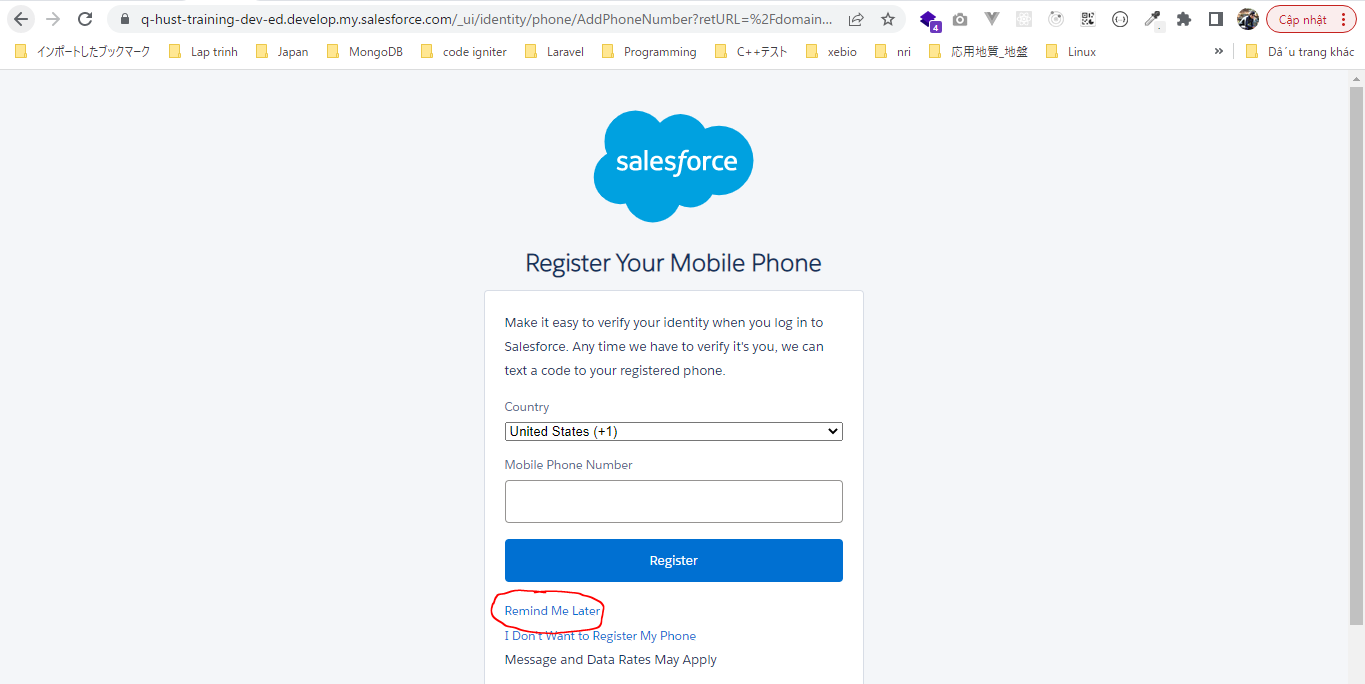 q-hust-training-dev-ed.develop.my.salesforce.com/_ui/identity/phone/AddPhoneNumber?retURL=%2Fdomain...
4
Cập nhật
インポートしたブックマーク Lap trinh Japan MongoDB code igniter Laravel Programming C++テスト xebio nri 応用地質_地盤 Linux » Dấu trang khác
salesforce
Register Your Mobile Phone
Make it easy to verify your identity when you log in to
Salesforce. Any time we have to verify it's you, we can
text a code to your registered phone.
Country
United States (+1)
Mobile Phone Number
Register
Remind Me Later
I Don't Want to Register My Phone
Message and Data Rates May Apply